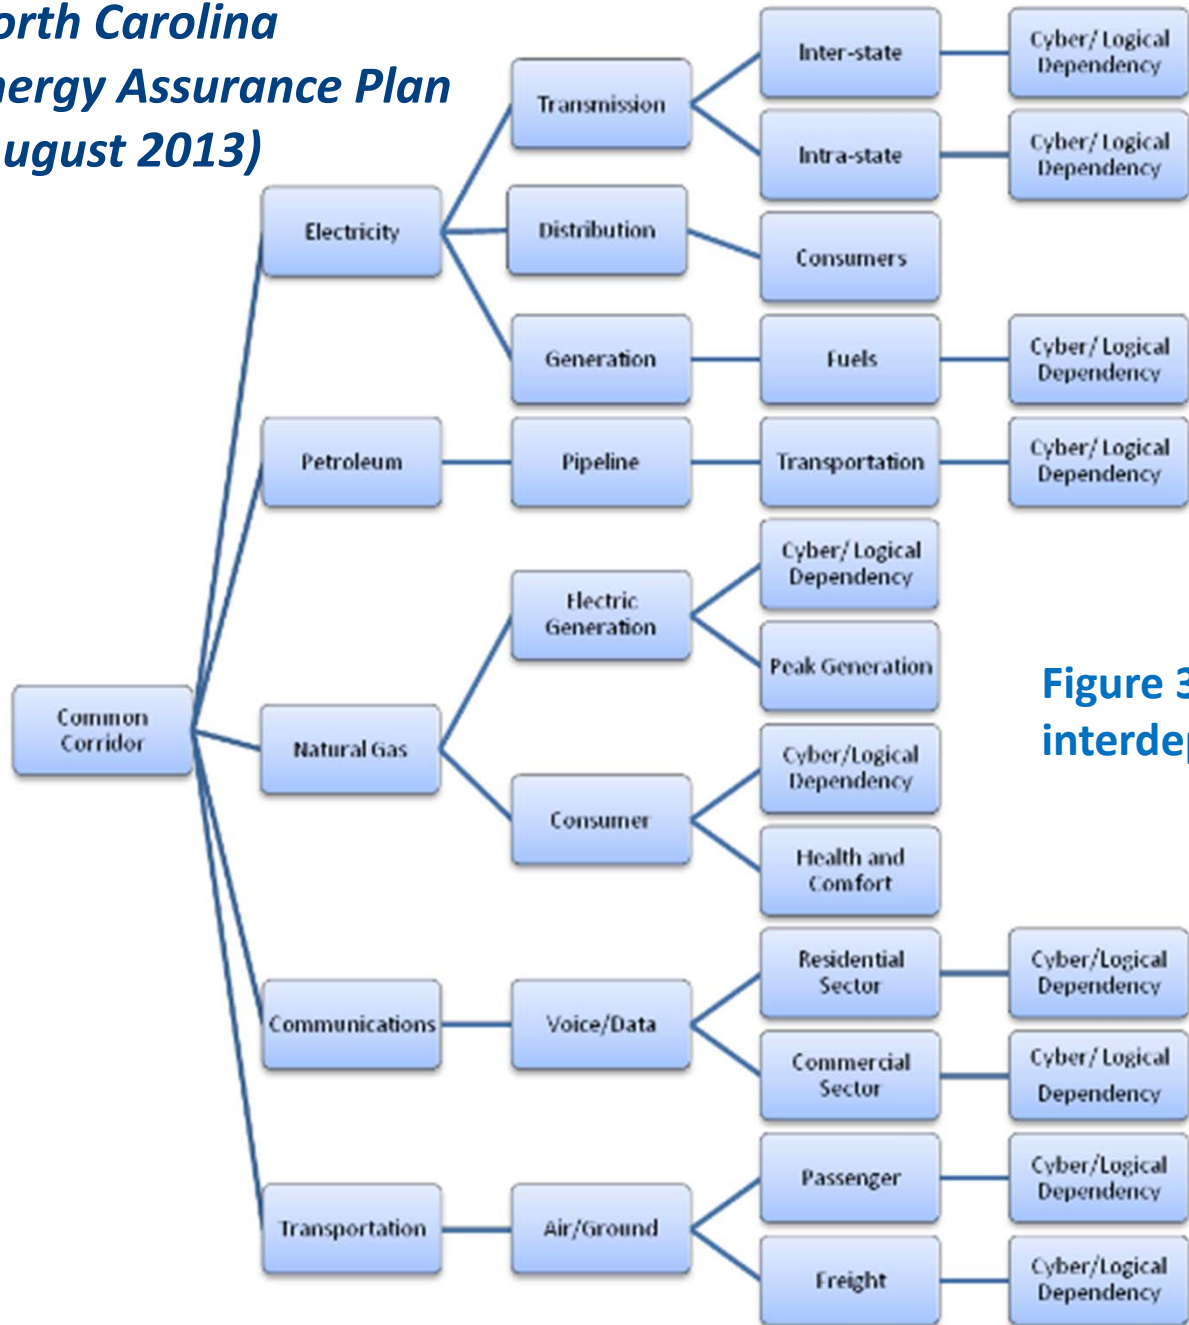 orth Carolina
nergy Assurance Plan
ugust 2013)
Inter-state
Cyber/ Logical
Dependency
Transmission
Intra-state
Cyber/ Logical
Dependency
Electricity
Distribution
Consumers
Generation
Fuels
Cyber/ Logical
Dependency
Petroleum
Pipeline
Transportation
Cyber/ Logical
Dependency
Cyber/ Logical
Dependency
Electric
Generation
Peak Generation
Figure 3
interdep
Common
Corridor
Natural Gas
Cyber/Logical
Dependency
Consumer
Health and
Comfort
Residential
Sector
Cyber/Logical
Dependency
Communications
Voice/Data
Commercial
Sector
Cyber/ Logical
Dependency
Passenger
Cyber/Logical
Dependency
Transportation
Air/Ground
Freight
Cyber/Logical
Dependency